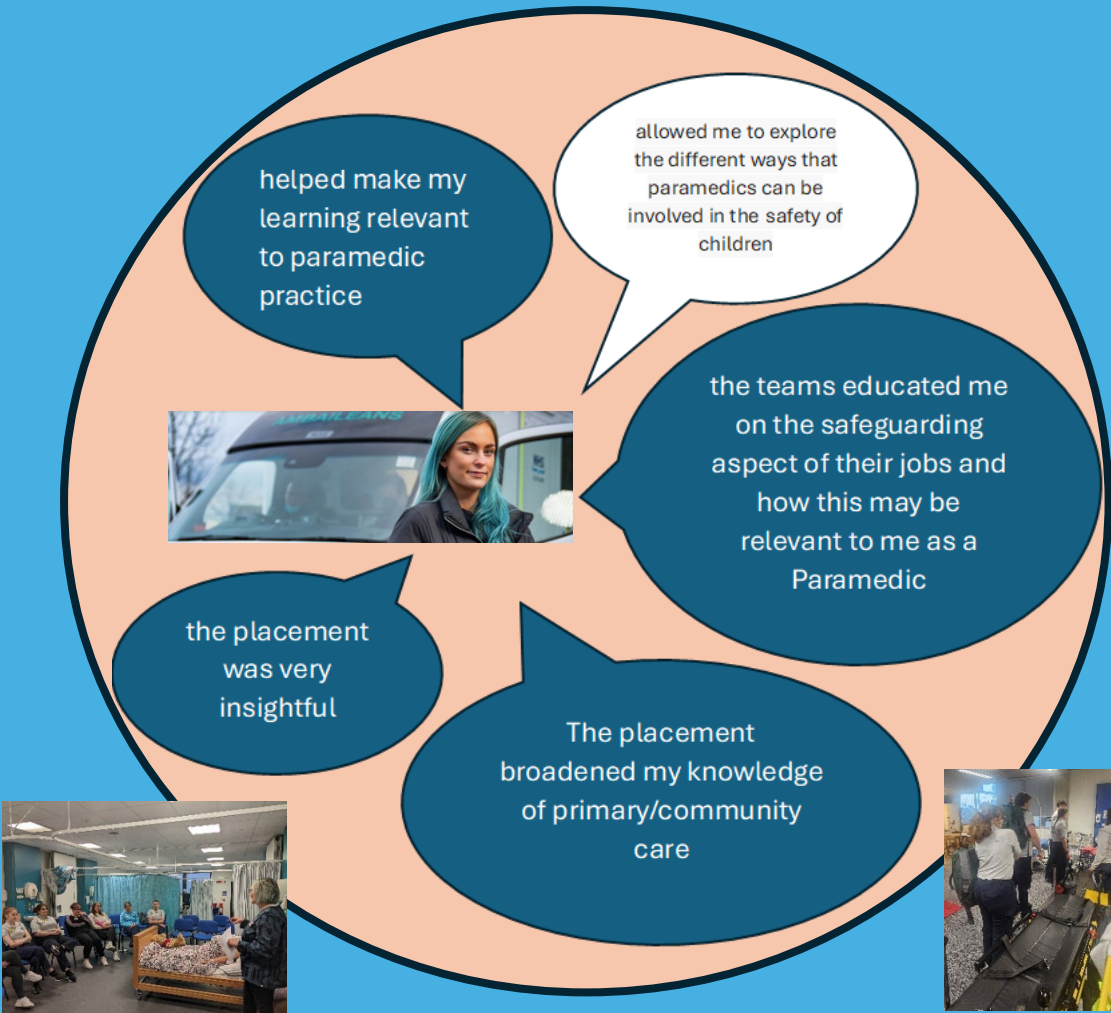 helped make my
learning relevant
to paramedic
practice
allowed me to explore
the different ways that
paramedics can be
involved in the safety of
children
AMBAILEANS
NHS
the teams educated me
on the safeguarding
aspect of their jobs and
how this may be
relevant to me as a
Paramedic
the placement
was very
insightful
The placement
broadened my knowledge
of primary/community
care